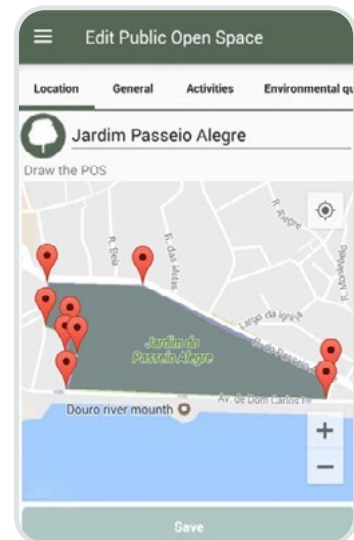 Edit Public Open Space
Location General Activities Environmental qu
Jardim Passeio Alegre
Draw the POS
R. Alegre
R. Bela
R. das Motas
Largo da Igreja
Jardim do
Passeio Alegre
Av. de Dom Carlos I
Douro river mounth
+
−
Save